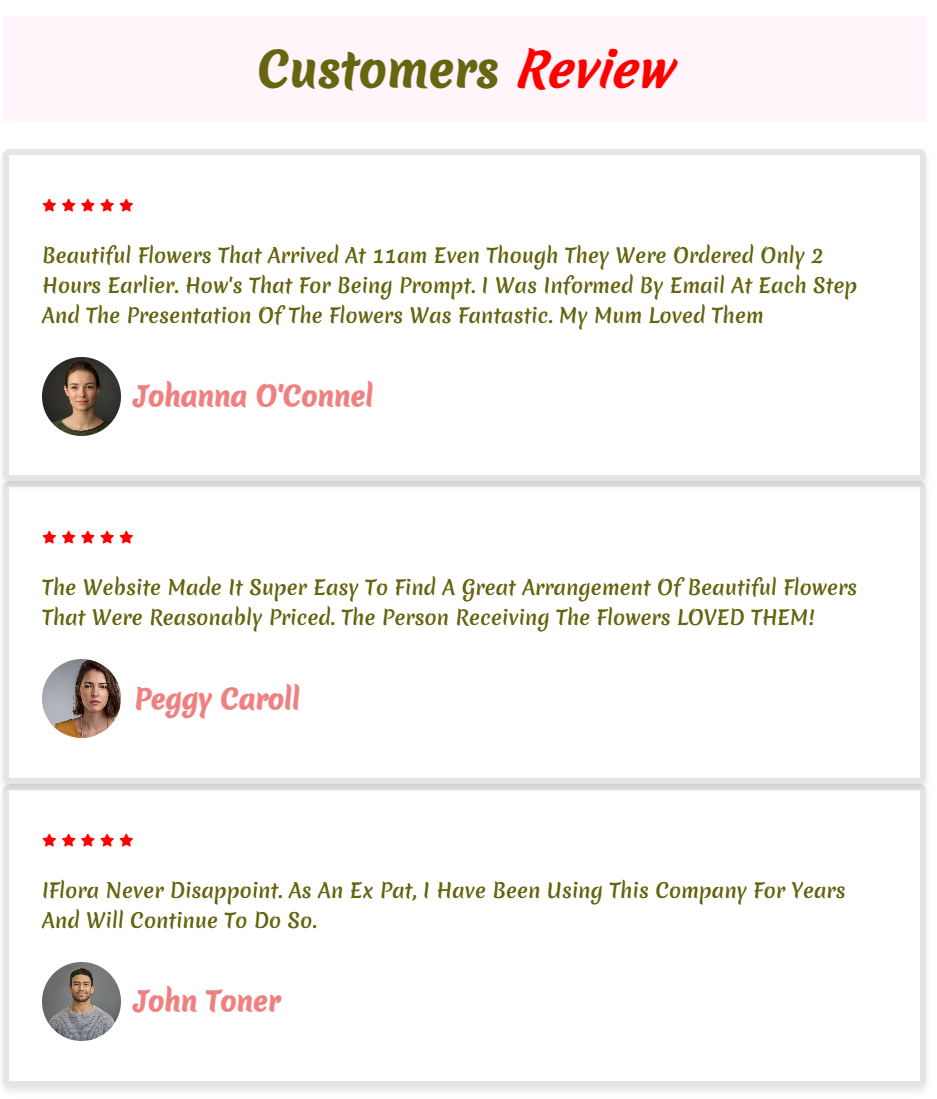 Customers Review
Beautiful Flowers That Arrived At 11am Even Though They Were Ordered Only 2
Hours Earlier. How's That For Being Prompt. I Was Informed By Email At Each Step
And The Presentation Of The Flowers Was Fantastic. My Mum Loved Them
Johanna O'Connel
The Website Made It Super Easy To Find A Great Arrangement Of Beautiful Flowers
That Were Reasonably Priced. The Person Receiving The Flowers LOVED THEM!
Peggy Caroll
IFlora Never Disappoint. As An Ex Pat, I Have Been Using This Company For Years
And Will Continue To Do So.
John Toner